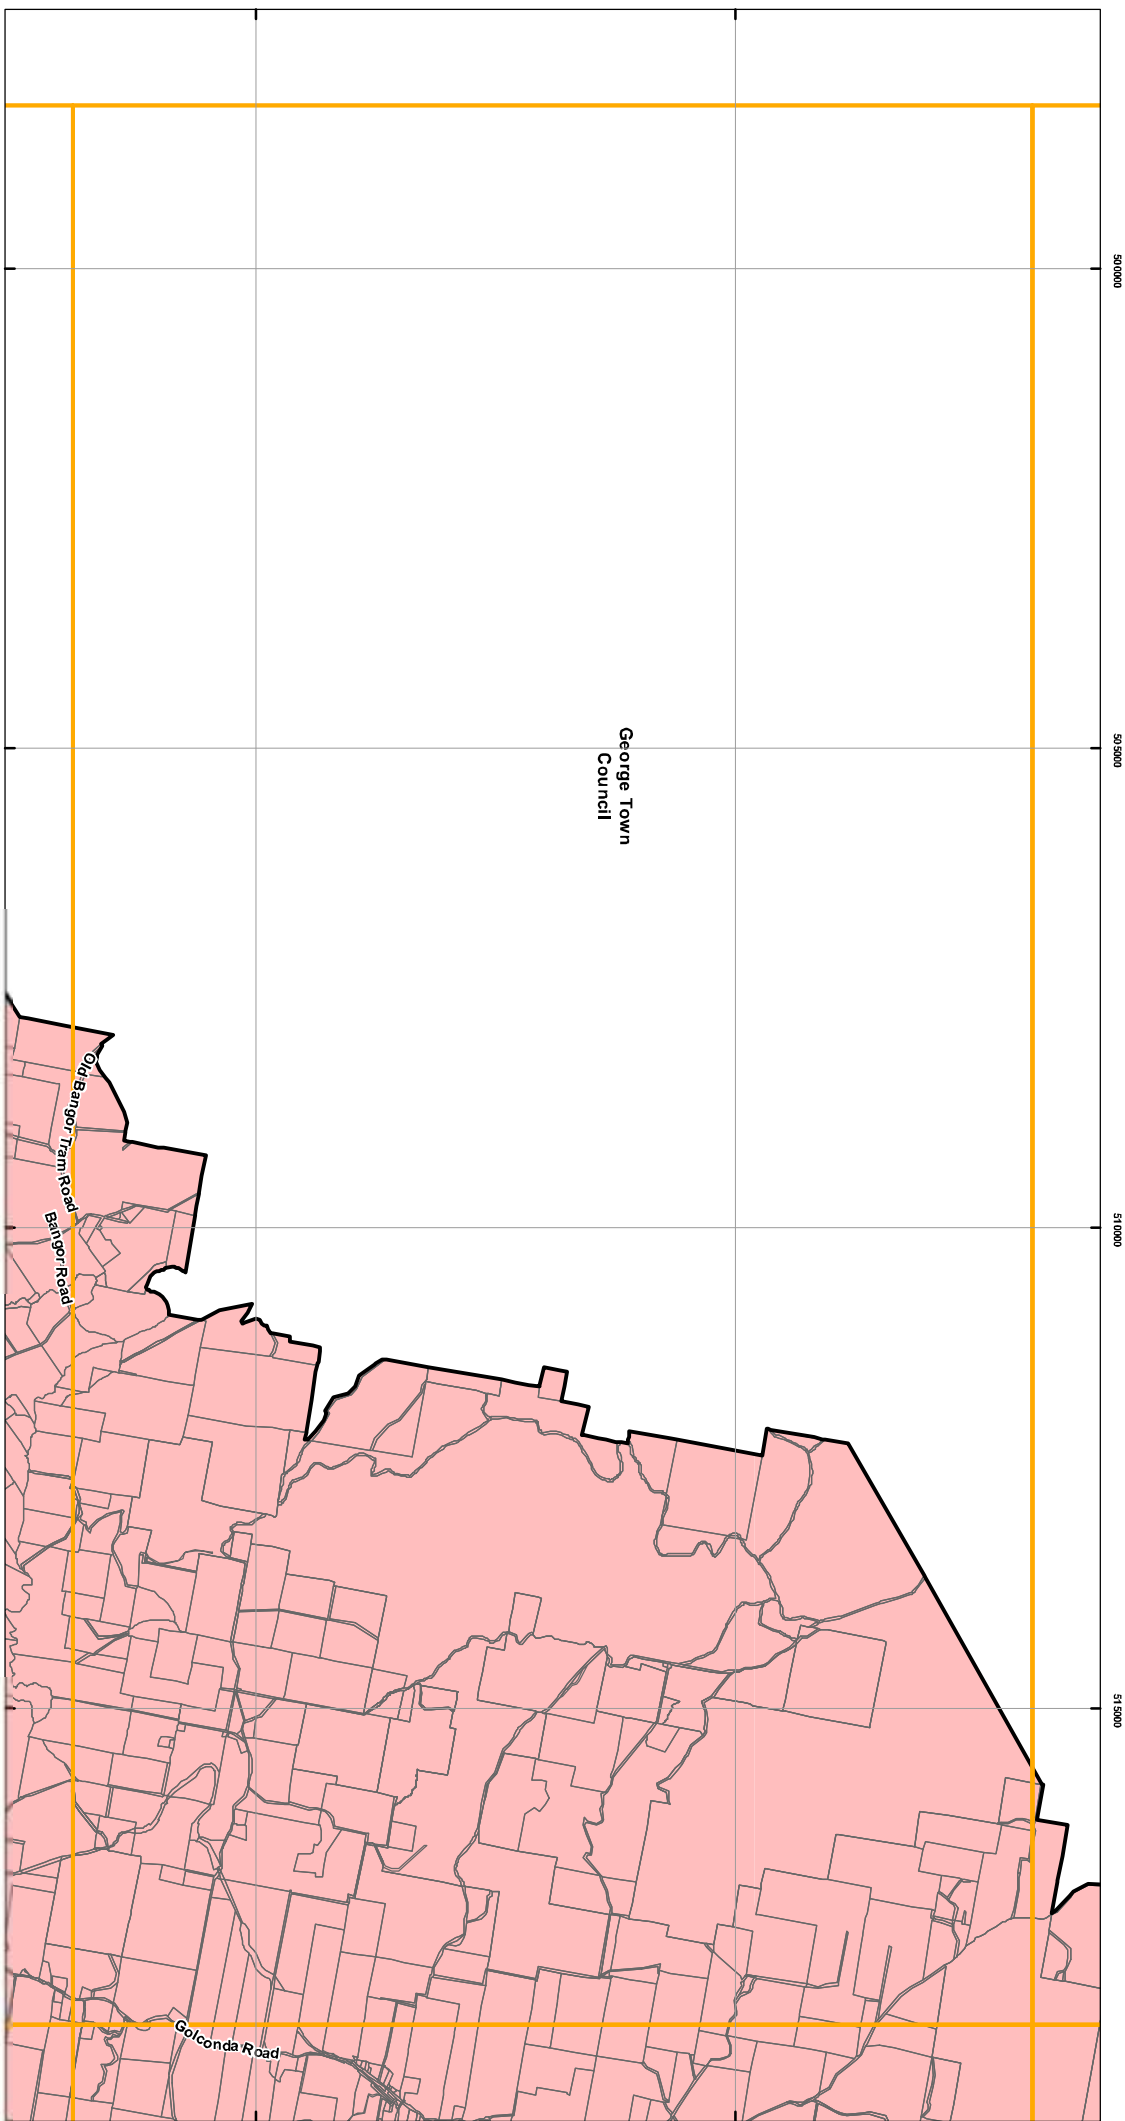 500000
505000
George Town
Council
Old Bangor Tram Road
Bangor Road
510000
515000
Golconda Road